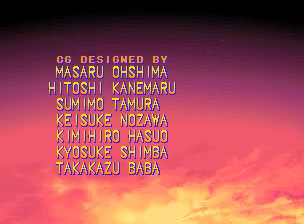 CG DESIGNED BY
MASARU OHSHIMA
HITOSHI KANEMARU
SUMIMO TAMURA
KEISUKE NOZAWA
KIMIHIRO HASUO
KYOSUKE SHIMBA
TAKAKAZU BABA